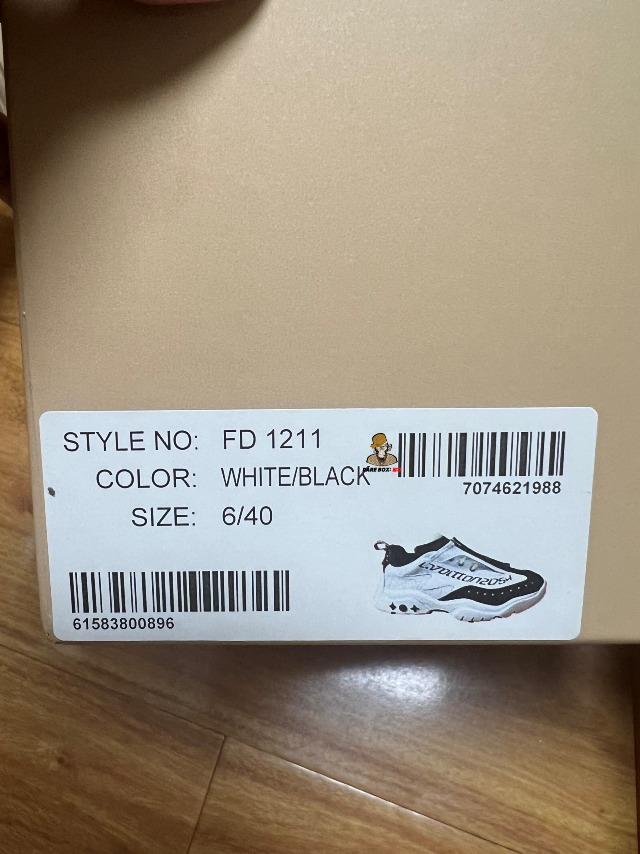 STYLE NO: FD 1211
COLOR: WHITE/BLACK
SIZE: 6/40
7074621988
61583800896